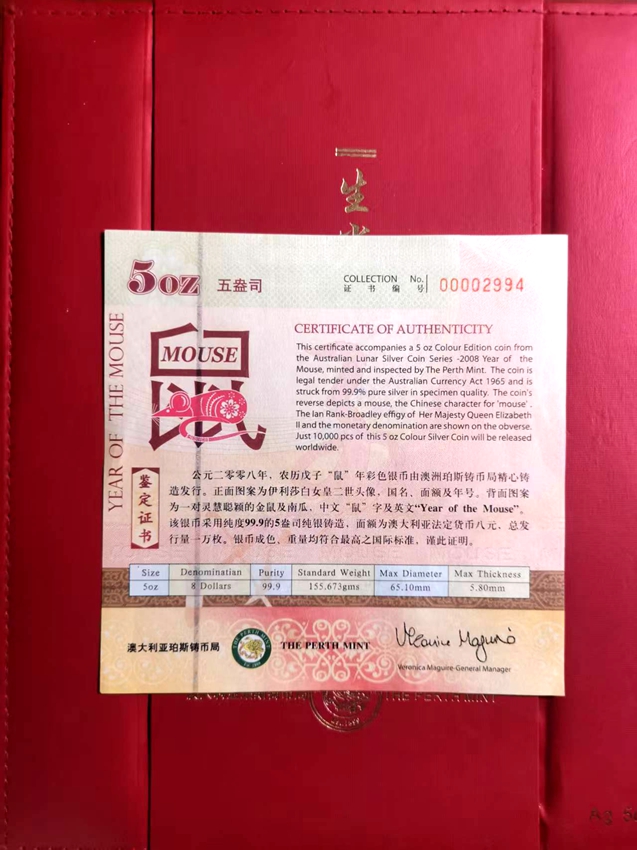 生
5oz 五盎司
COLLECTION No.
证书编号
00002994
YEAR OF THE MOUSE
MOUSE
CERTIFICATE OF AUTHENTICITY
This certificate accompanies a 5 oz Colour Edition coin from
the Australian Lunar Silver Coin Series -2008 Year of the
Mouse, minted and inspected by The Perth Mint. The coin is
legal tender under the Australian Currency Act 1965 and is
struck from 99.9% pure silver in specimen quality. The coin's
reverse depicts a mouse, the Chinese character for 'mouse'.
The Ian Rank-Broadley effigy of Her Majesty Queen Elizabeth
II and the monetary denomination are shown on the obverse.
Just 10,000 pcs of this 5 oz Colour Silver Coin will be released
worldwide.
鉴定证书
公元二零零八年，农历戊子“鼠”年彩色银币由澳洲珀斯铸币局精心铸
造发行。正面图案为伊利莎白女皇二世头像，国名、面额及年号。背面图案
为一对灵慧聪颖的金鼠及南瓜，中文“鼠”字及英文“Year of the Mouse”。
该银币采用纯度99.9的5盎司纯银铸造，面额为澳大利亚法定货币八元，总发
行量一万枚。银币成色、重量均符合最高之国际标准，谨此证明。
Size Denominatian Purity Standard Weight Max Diameter Max Thickness
5oz 8 Dollars 99.9 155.673gms 65.10mm 5.80mm
澳大利亚珀斯铸币局 THE PERTH MINT
Veronica Maguire-General Manager
THE PERTH MINT